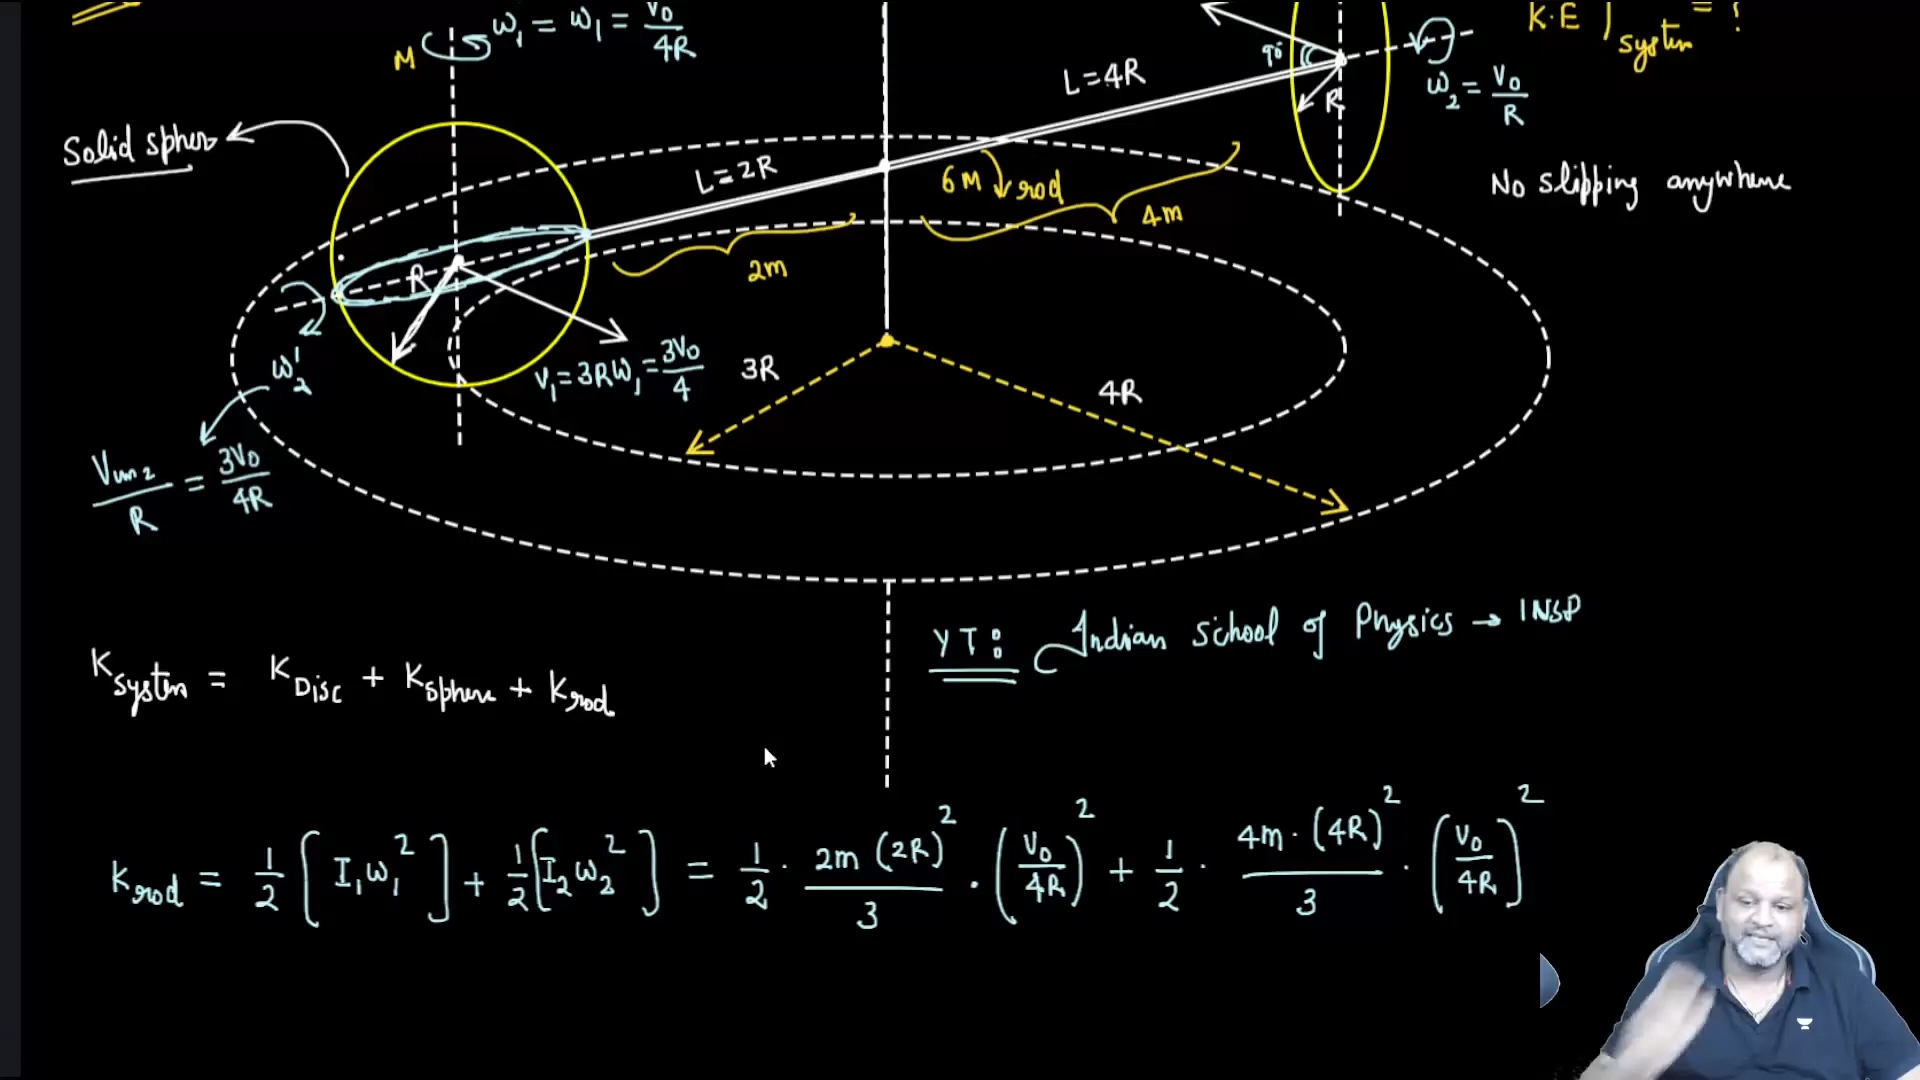 ω₁ = ω₁ = V₀/4R
M
K.E)system = ?
L=4R
90°
R
ω₂ = V₀/R
Solid sphere
L=2R
6M → rod
No slipping anywhere
4m
2m
R
ω₂'
V₁ = 3Rω₁ = 3V₀/4
3R
4R
Vcm2/R = 3V₀/4R
YT: Indian School of Physics → INSP
Ksystem = KDisc + Ksphere + Krod
Krod = 1/2 [I₁ω₁²] + 1/2 [I₂ω₂²] = 1/2 · 2m(2R)²/3 · (V₀/4R)² + 1/2 · 4m·(4R)²/3 · (V₀/4R)²